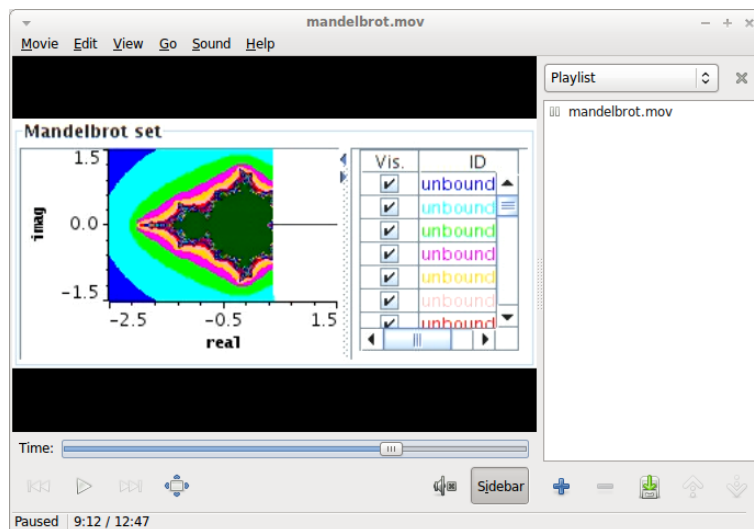 mandelbrot.mov
Movie Edit View Go Sound Help
Playlist
mandelbrot.mov
Mandelbrot set
1.5
0.0
-1.5
imag
-2.5 -0.5 1.5
real
Vis. ID
unbound
unbound
unbound
unbound
unbound
unbound
unbound
Time:
Sidebar
Paused 9:12 / 12:47